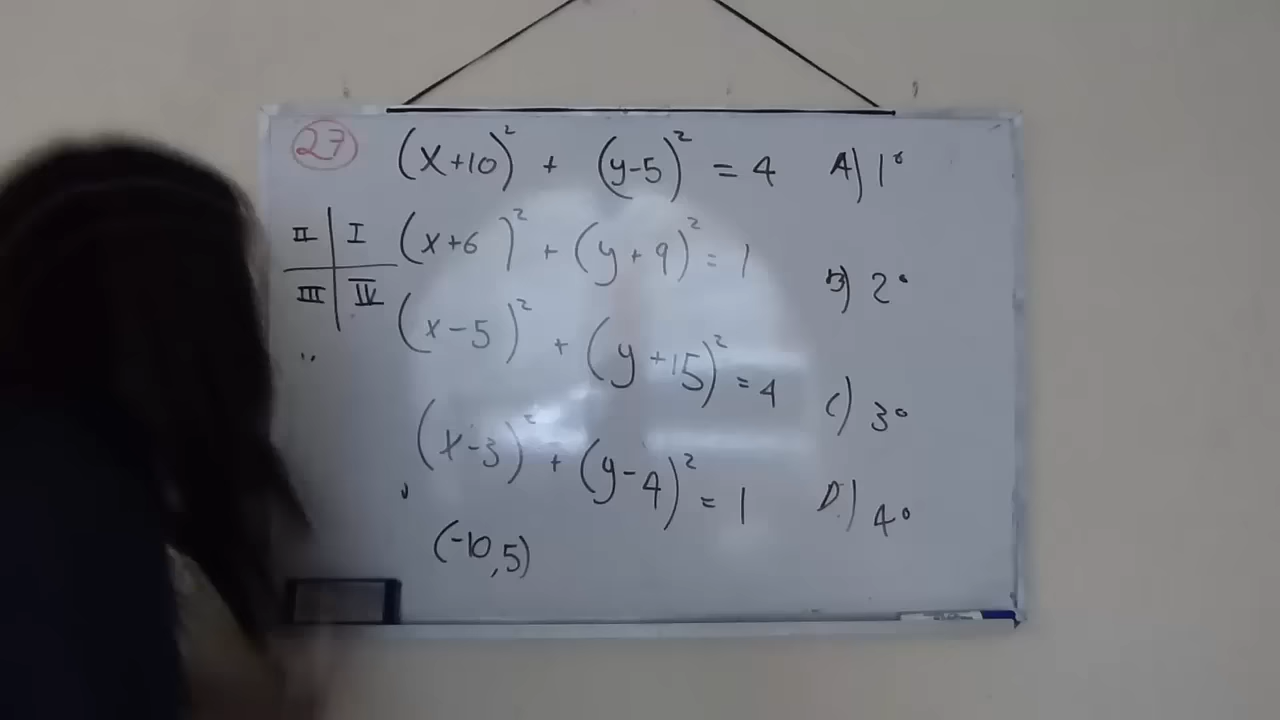 27 (x+10)² + (y-5)² = 4 A) 1°
II I (x+6)² + (y+9)² = 1
III IV B) 2°
(x-5)² + (y+15)² = 4
C) 3°
(x-3)² + (y-4)² = 1
D) 4°
(-10,5)